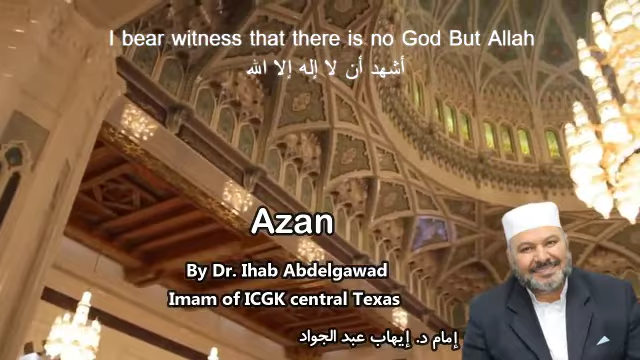 I bear witness that there is no God But Allah
أشهد أن لا إله إلا الله
Azan
By Dr. Ihab Abdelgawad
Imam of ICGK central Texas
إمام د. إيهاب عبد الجواد